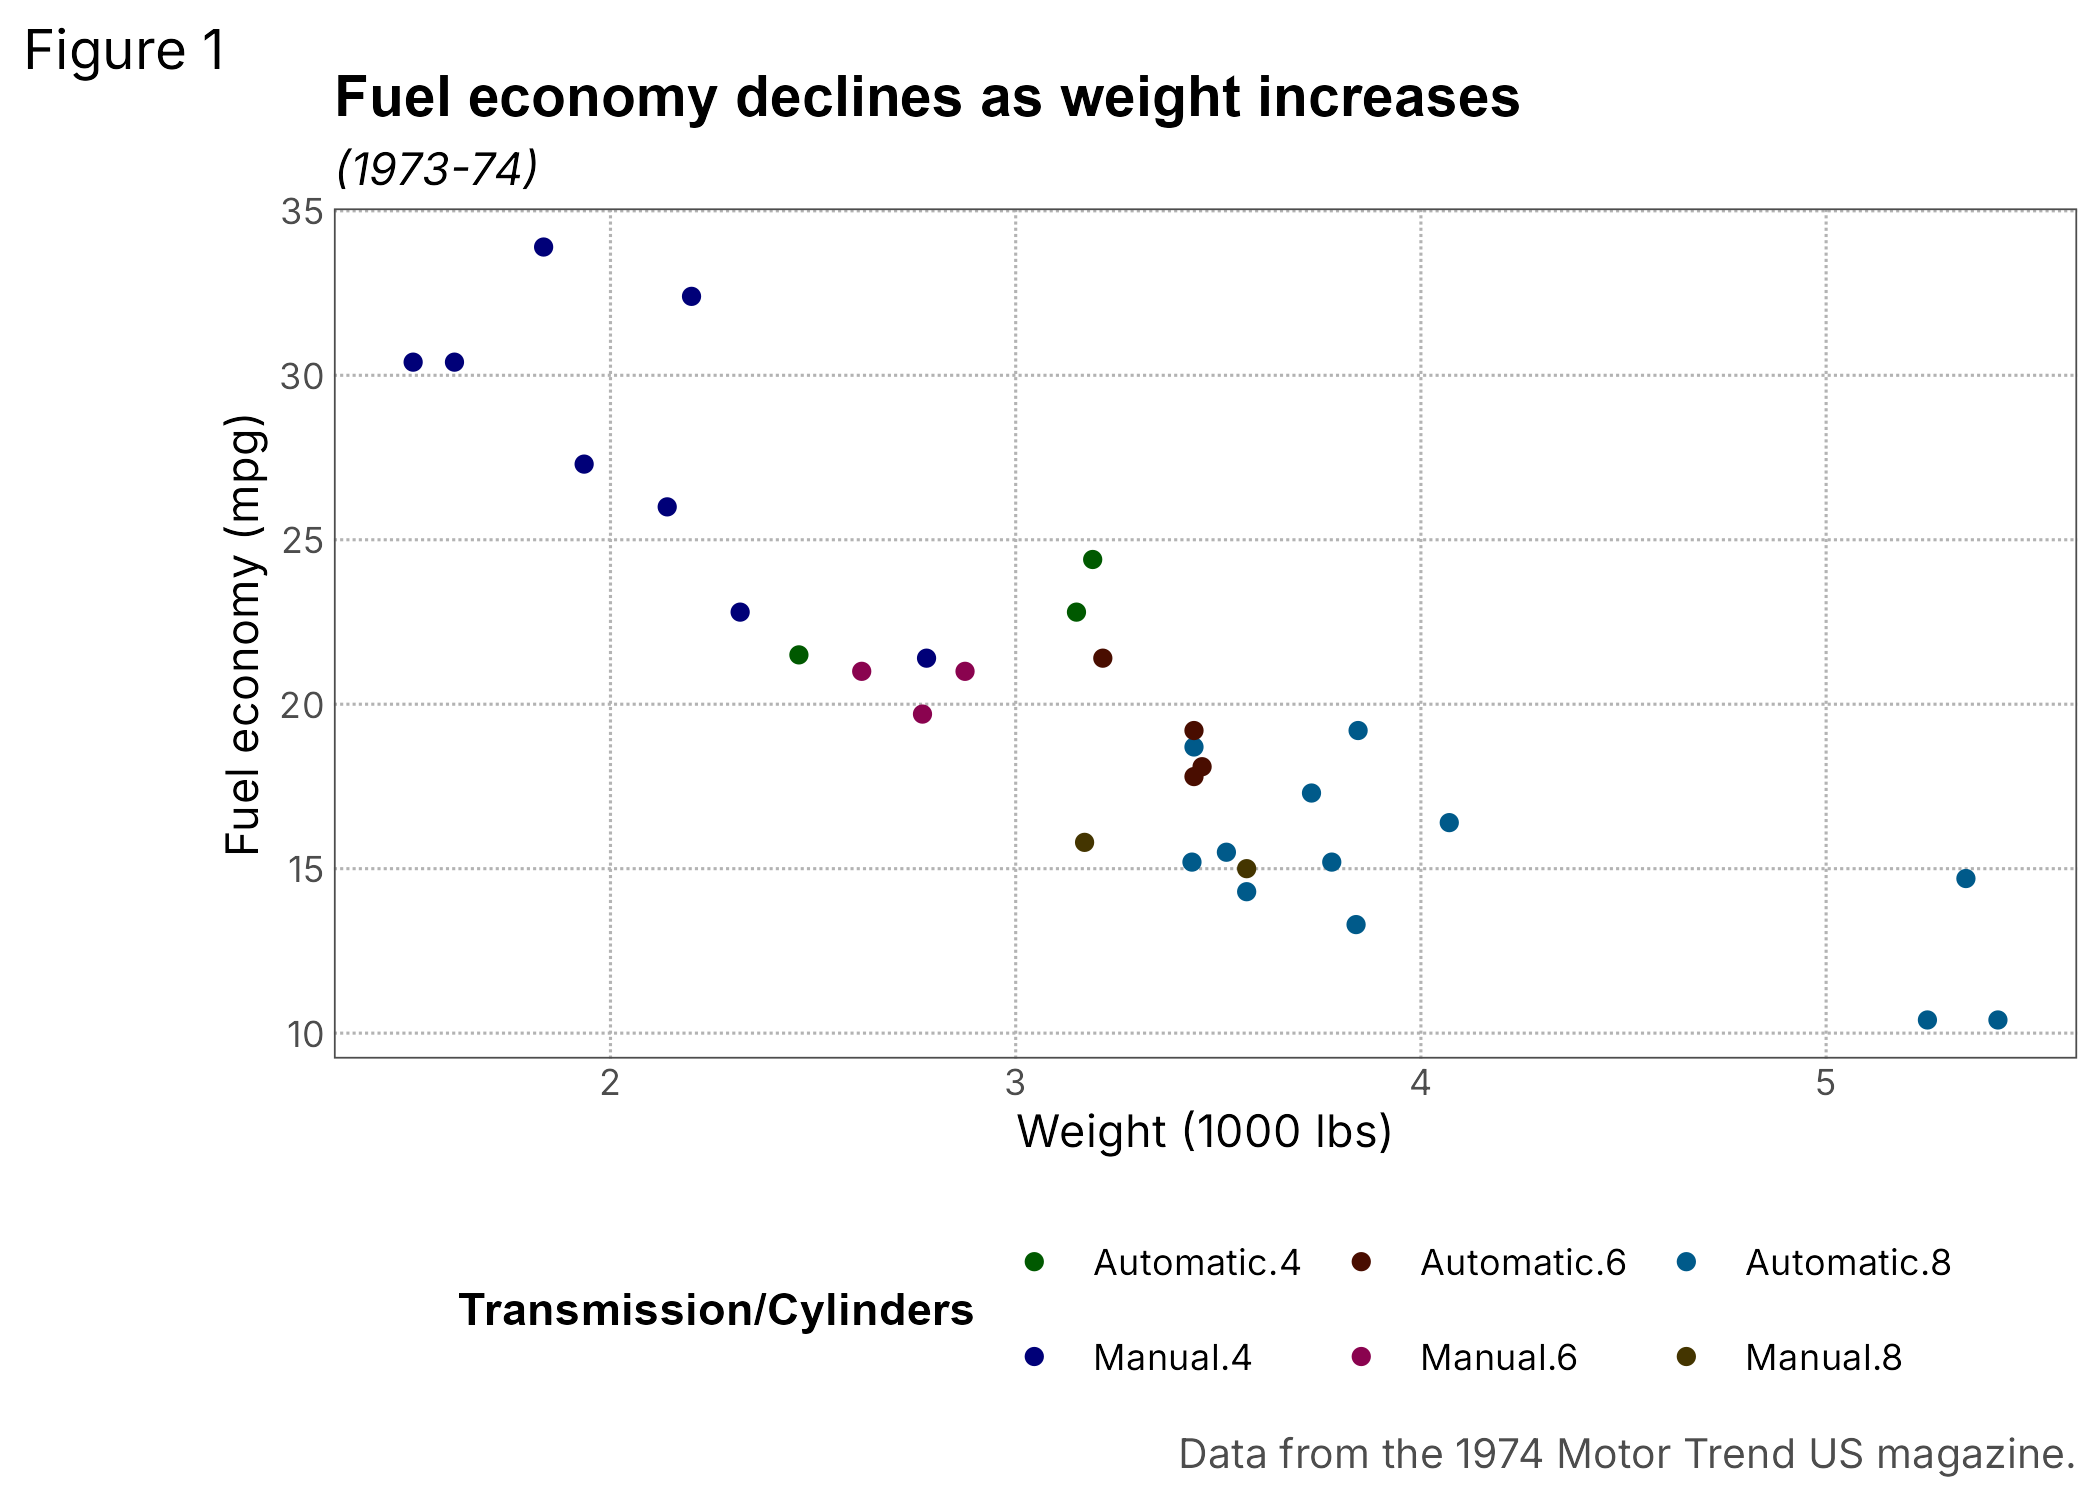 Figure 1
Fuel economy declines as weight increases
(1973-74)
Fuel economy (mpg)
35
30
25
20
15
10
2 3 4 5
Weight (1000 lbs)
Transmission/Cylinders
Automatic.4 Automatic.6 Automatic.8
Manual.4 Manual.6 Manual.8
Data from the 1974 Motor Trend US magazine.